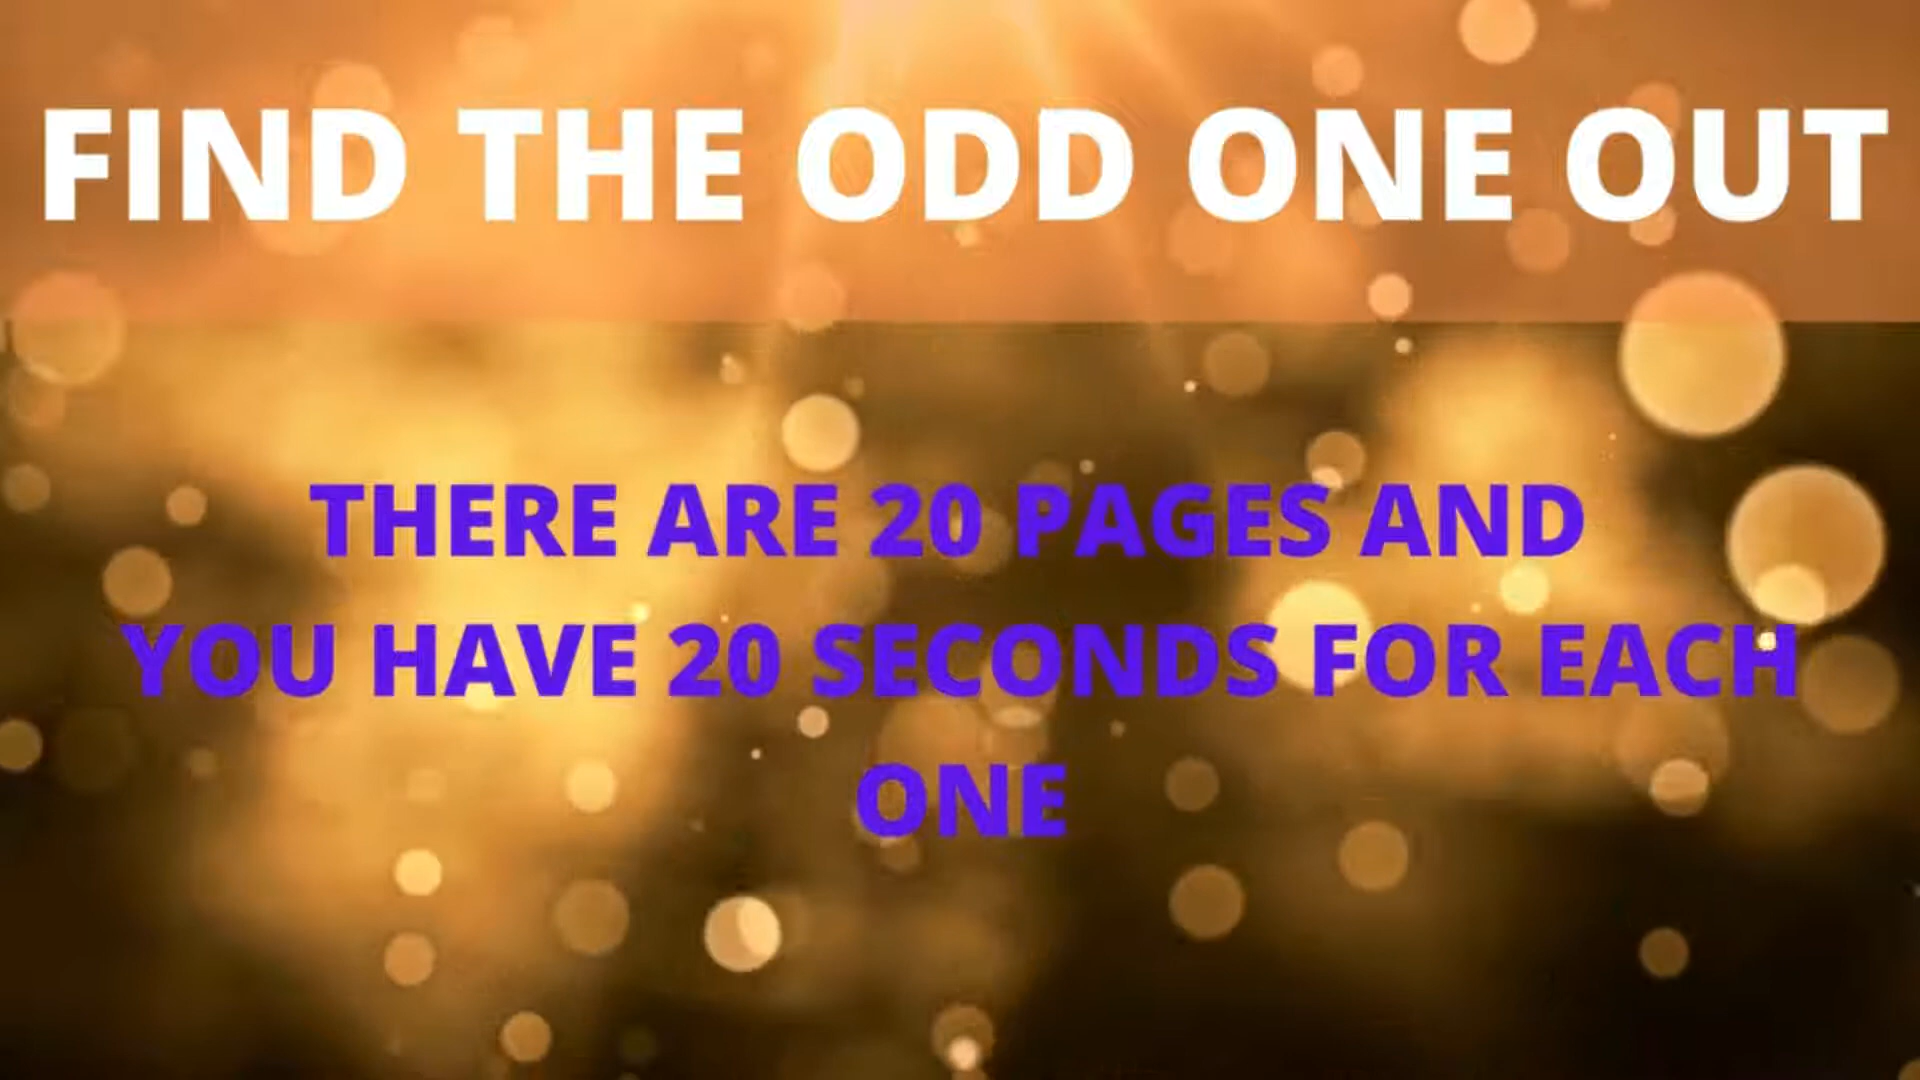 FIND THE ODD ONE OUT
THERE ARE 20 PAGES AND
YOU HAVE 20 SECONDS FOR EACH
ONE